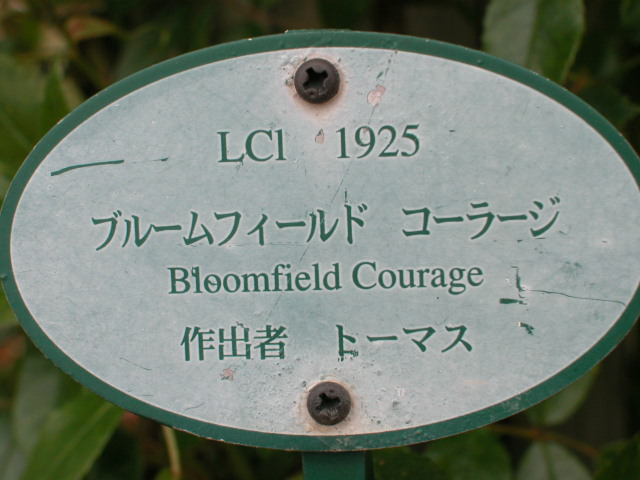 LCl 1925
ブルームフィールド コーラージ
Bloomfield Courage
作出者 トーマス